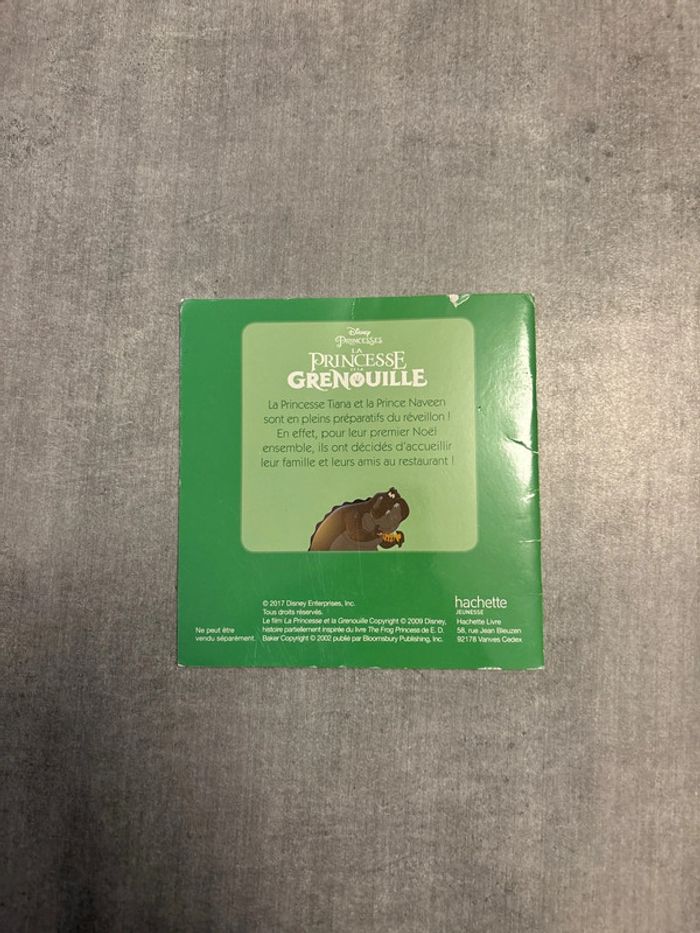 Disney
PRINCESSES
LA
PRINCESSE
ET LA
GRENOUILLE
La Princesse Tiana et la Prince Naveen
sont en pleins préparatifs du réveillon !
En effet, pour leur premier Noël
ensemble, ils ont décidés d'accueillir
leur famille et leurs amis au restaurant !
Ne peut être
vendu séparément.
© 2017 Disney Enterprises, Inc.
Tous droits réservés.
Le film La Princesse et la Grenouille Copyright © 2009 Disney,
histoire partiellement inspirée du livre The Frog Princess de E. D.
Baker Copyright © 2002 publié par Bloomsbury Publishing, Inc.
hachette
JEUNESSE
Hachette Livre
58, rue Jean Bleuzen
92178 Vanves Cedex